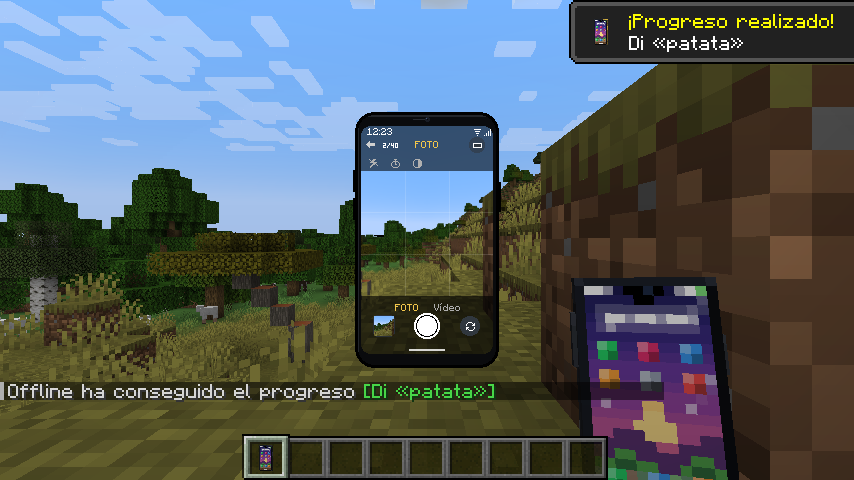 ¡Progreso realizado!
Di «patata»
12:23
2/40 FOTO
FOTO Vídeo
Offline ha conseguido el progreso [Di «patata»]